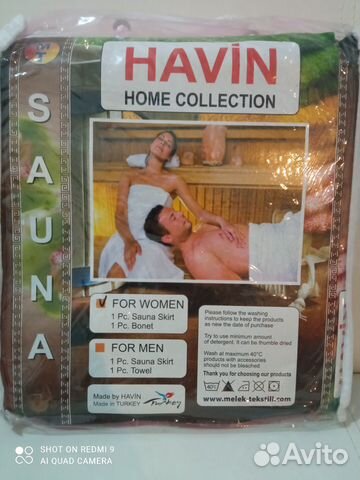 HAVİN
HOME COLLECTION
SAUNA
FOR WOMEN
1 Pc. Sauna Skirt
1 Pc. Bonet
FOR MEN
1 Pc. Sauna Skirt
1 Pc. Towel
Made by HAVİN
Made in TURKEY
Turkey
Please follow the washing
instructions to keep the products
as new the date of purchase
Try to use minimum amount
of detergent. it can be thumble dried
Wash at maximum 40°C
products with accessories
should not be bleached
Thank you for choosing our products
www.melek-tekstill.com
SHOT ON REDMI 9
AI QUAD CAMERA
Avito